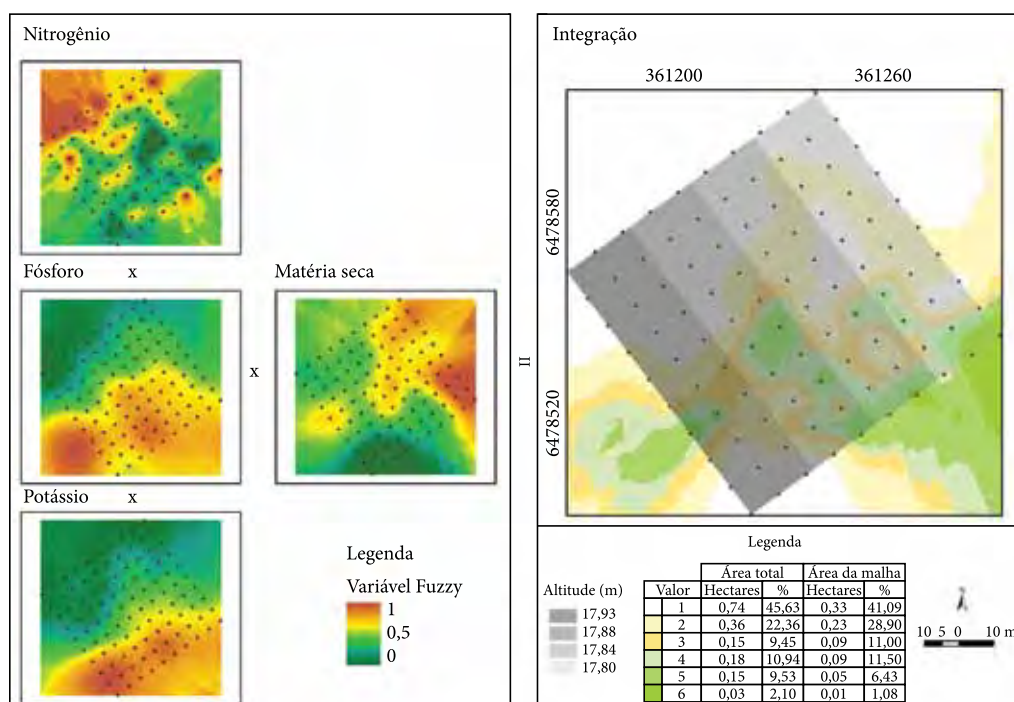 Nitrogênio
Fósforo x
Matéria seca
x
Potássio x
Legenda
Variável Fuzzy
1
0,5
0
=
Integração
361200 361260
6478580
6478520
Legenda
Altitude (m)
17,93
17,88
17,84
17,80
Área total Área da malha
Valor Hectares % Hectares %
1 0,74 45,63 0,33 41,09
2 0,36 22,36 0,23 28,90
3 0,15 9,45 0,09 11,00
4 0,18 10,94 0,09 11,50
5 0,15 9,53 0,05 6,43
6 0,03 2,10 0,01 1,08
10 5 0 10 m